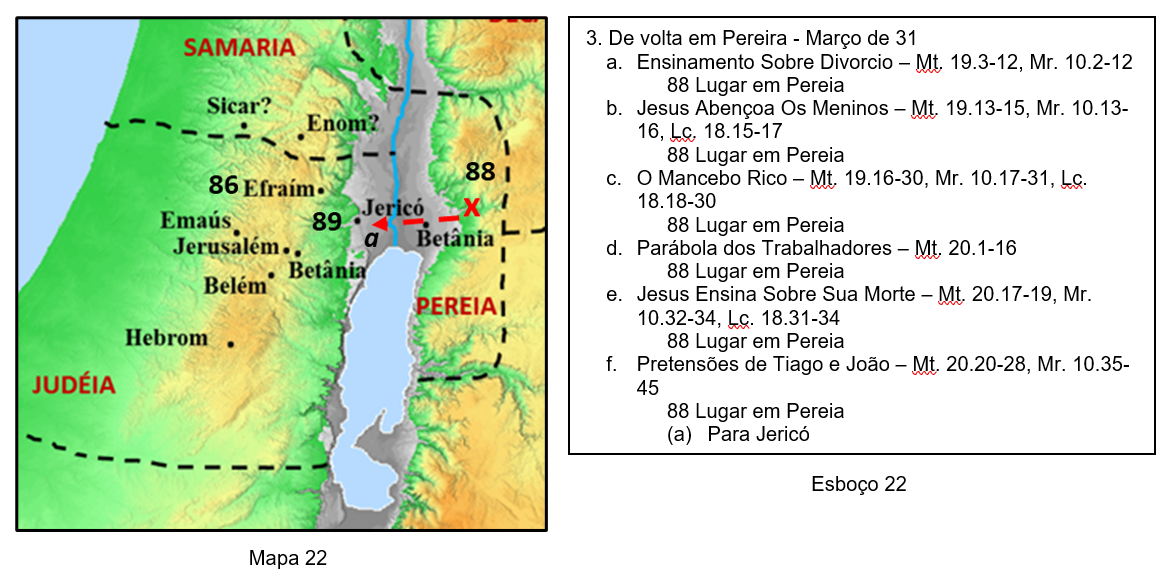 DECÁ
SAMARIA
Sicar?
Enom?
88
86 Efraím
X
89 Jericó
Emaús
a
Betânia
Jerusalém
Betânia
Belém
PEREIA
Hebrom
JUDÉIA
Mapa 22
3. De volta em Pereira - Março de 31
a. Ensinamento Sobre Divorcio – Mt. 19.3-12, Mr. 10.2-12
88 Lugar em Pereia
b. Jesus Abençoa Os Meninos – Mt. 19.13-15, Mr. 10.13-
16, Lc. 18.15-17
88 Lugar em Pereia
c. O Mancebo Rico – Mt. 19.16-30, Mr. 10.17-31, Lc.
18.18-30
88 Lugar em Pereia
d. Parábola dos Trabalhadores – Mt. 20.1-16
88 Lugar em Pereia
e. Jesus Ensina Sobre Sua Morte – Mt. 20.17-19, Mr.
10.32-34, Lc. 18.31-34
88 Lugar em Pereia
f. Pretensões de Tiago e João – Mt. 20.20-28, Mr. 10.35-
45
88 Lugar em Pereia
(a) Para Jericó
Esboço 22